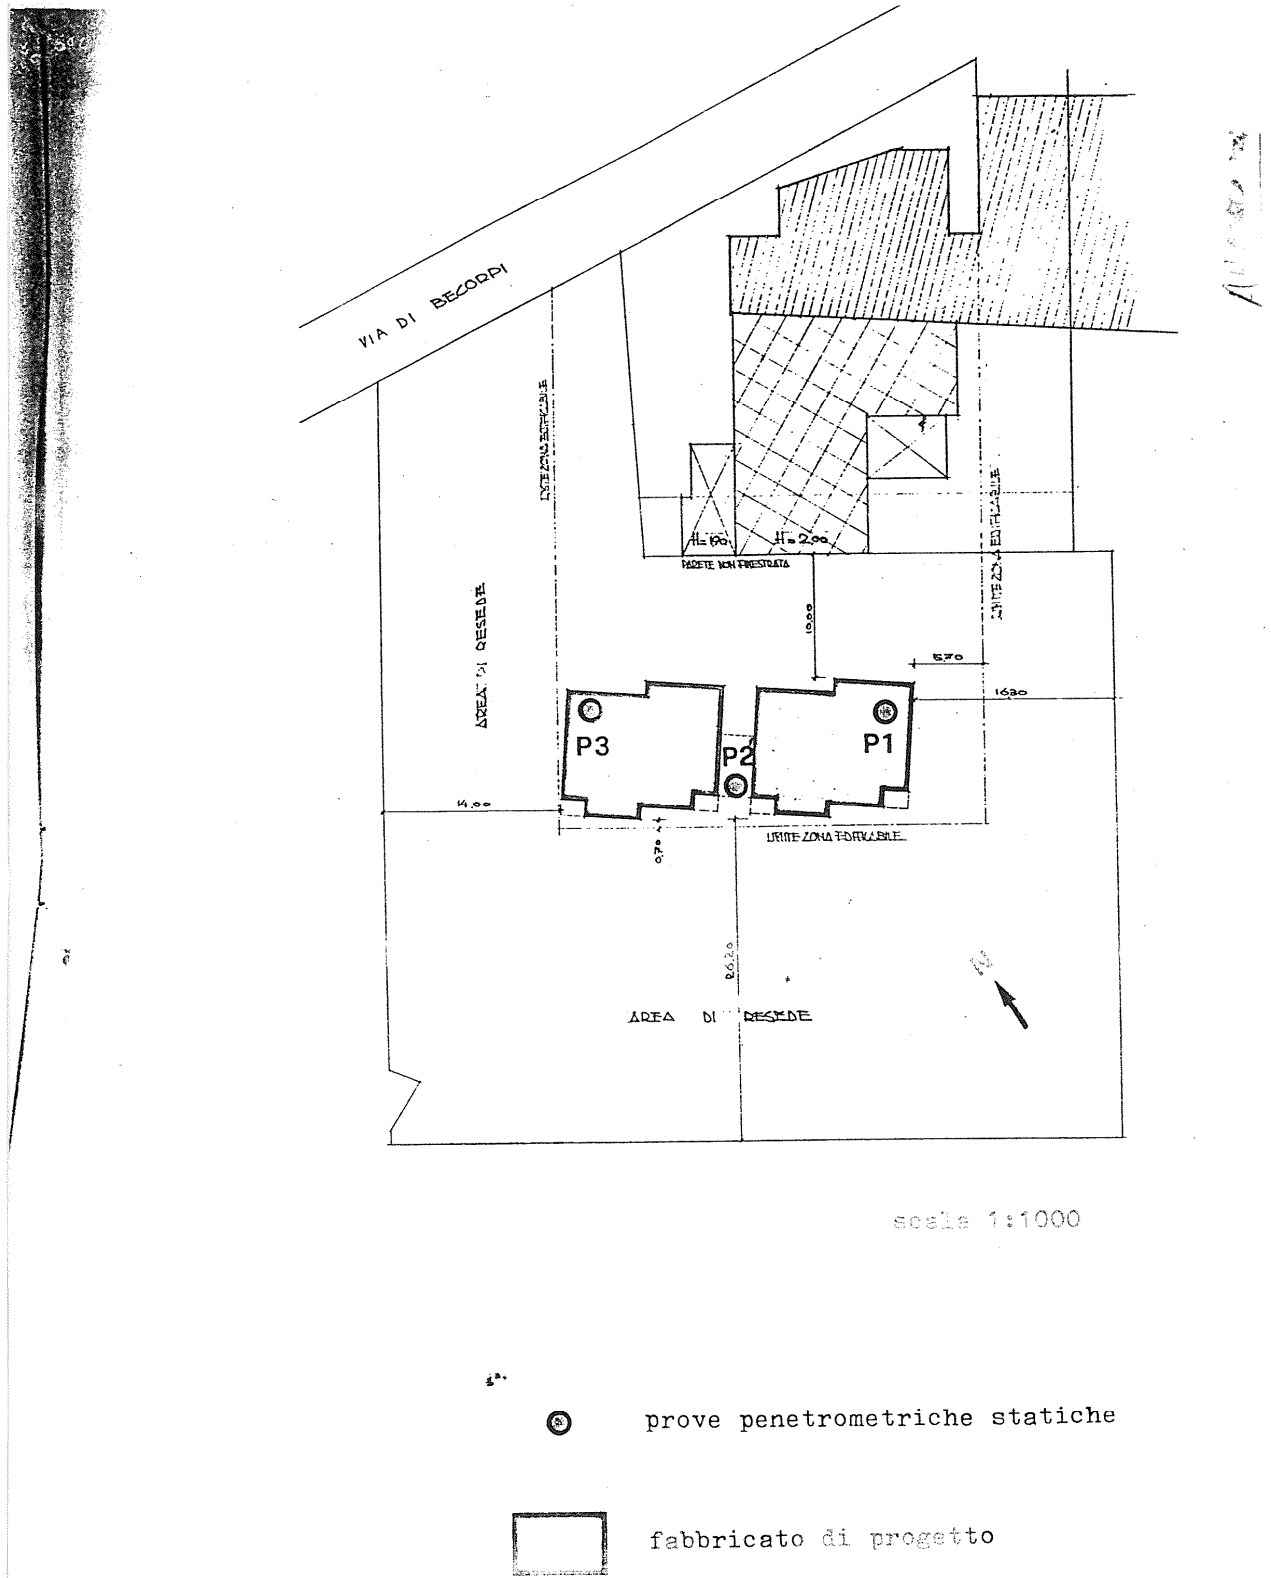 VIA DI BECORPI
LIMITE ZONA EDIFICABILE
AREA DI RESEDE
H=1,90
H=2,00
PARETE NON FINESTRATA
LIMITE ZONA EDIFICABILE
10,00
5,70
16,30
P3
P2
P1
14,00
0,70
LIMITE ZONA EDIFICABILE
26,20
N
AREA DI RESEDE
scala 1:1000
prove penetrometriche statiche
fabbricato di progetto